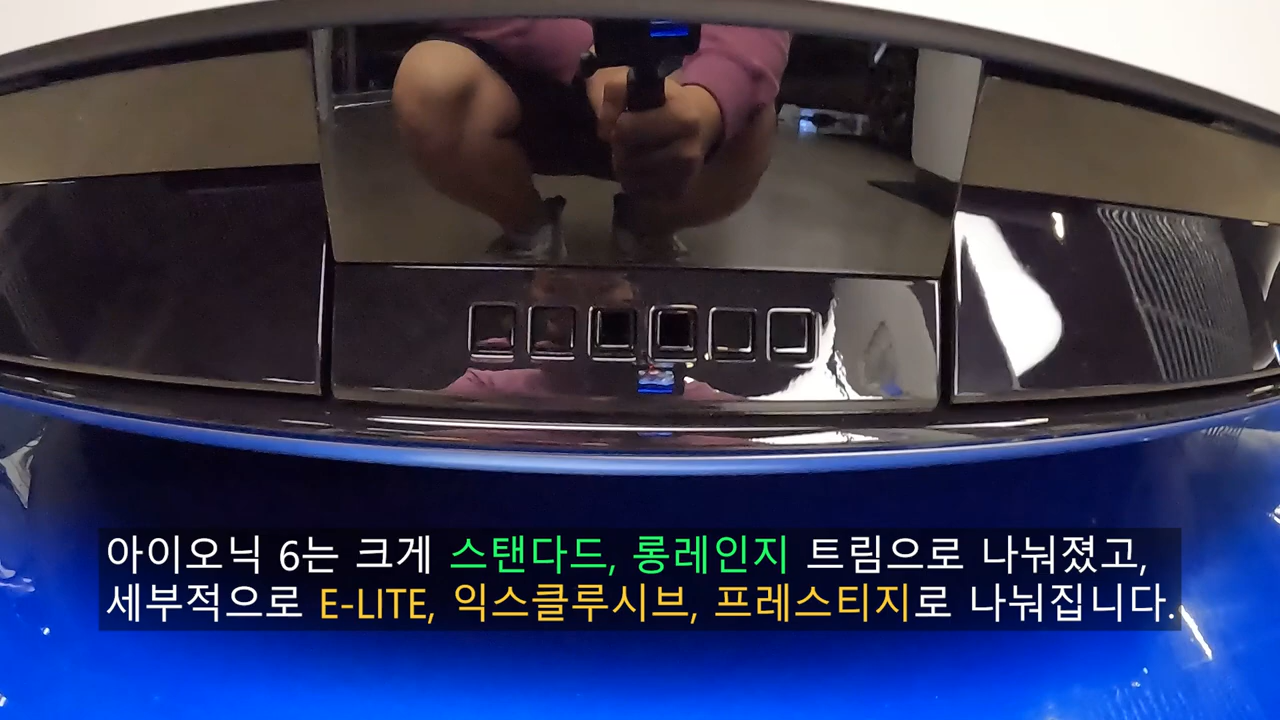 아이오닉 6는 크게 스탠다드, 롱레인지 트림으로 나눠졌고,
세부적으로 E-LITE, 익스클루시브, 프레스티지로 나눠집니다.